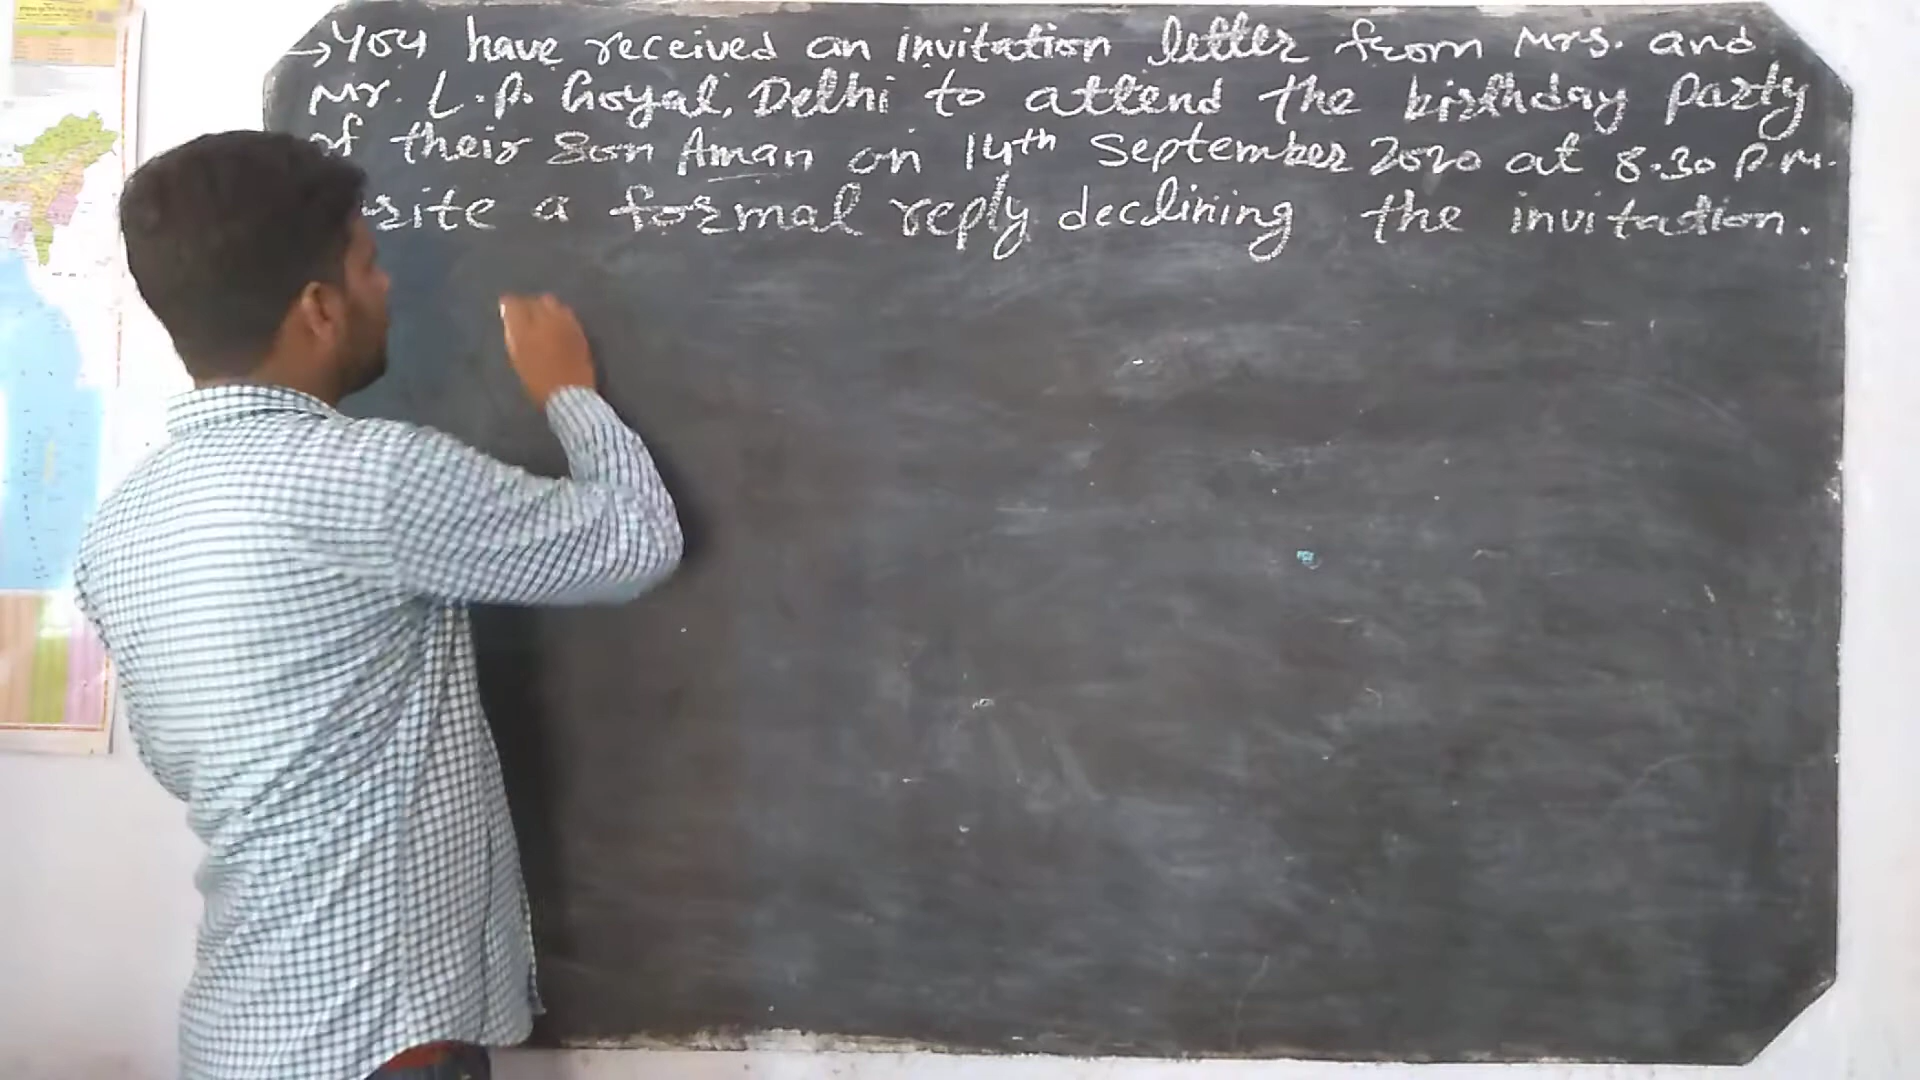 → You have received an invitation letter from Mrs. and
Mr. L.P. Goyal, Delhi to attend the birthday Party
of their Son Aman on 14th September 2020 at 8.30 P.M.
a formal reply declining the invitation.